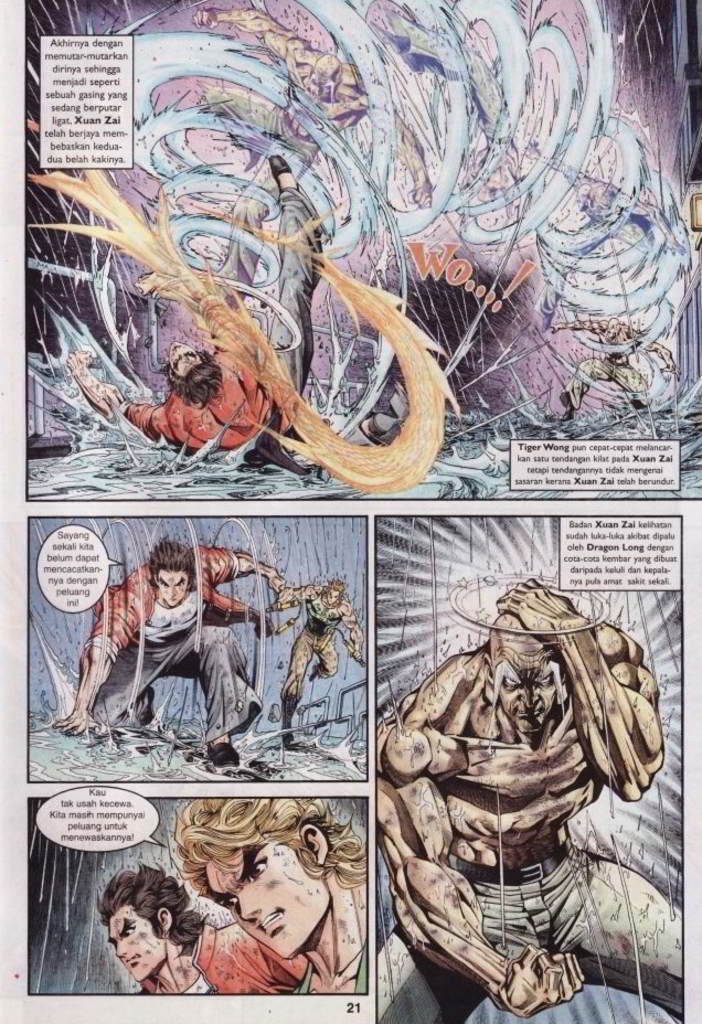 Akhirnya dengan
memutar-mutarkan
dirinya sehingga
menjadi seperti
sebuah gasing yang
sedang berputar
ligat, Xuan Zai
telah berjaya mem-
bebaskan kedua-
dua belah kakinya.
Wo....!
Tiger Wong pun cepat-cepat melancar-
kan satu tendangan kilat pada Xuan Zai
tetapi tendangannya tidak mengenai
sasaran kerana Xuan Zai telah berundur.
Sayang
sekali kita
belum dapat
mencacatkan-
nya dengan
peluang
ini!
Badan Xuan Zai kelihatan
sudah luka-luka akibat dipalu
oleh Dragon Long dengan
cota-cota kembar yang dibuat
daripada keluli dan kepala-
nya pula amat sakit sekali.
Kau
tak usah kecewa.
Kita masih mempunyai
peluang untuk
menewaskannya!
21